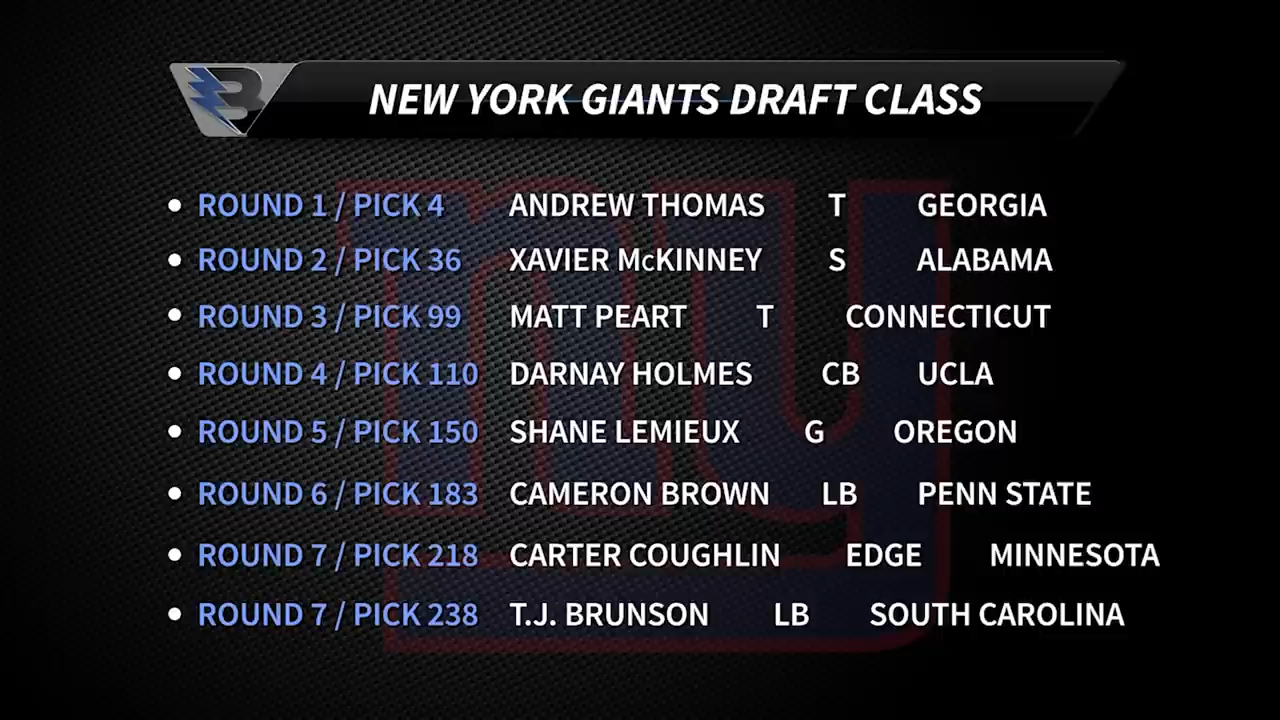 B
NEW YORK GIANTS DRAFT CLASS
• ROUND 1 / PICK 4 ANDREW THOMAS T GEORGIA
• ROUND 2 / PICK 36 XAVIER McKINNEY S ALABAMA
• ROUND 3 / PICK 99 MATT PEART T CONNECTICUT
• ROUND 4 / PICK 110 DARNAY HOLMES CB UCLA
• ROUND 5 / PICK 150 SHANE LEMIEUX G OREGON
• ROUND 6 / PICK 183 CAMERON BROWN LB PENN STATE
• ROUND 7 / PICK 218 CARTER COUGHLIN EDGE MINNESOTA
• ROUND 7 / PICK 238 T.J. BRUNSON LB SOUTH CAROLINA
ny